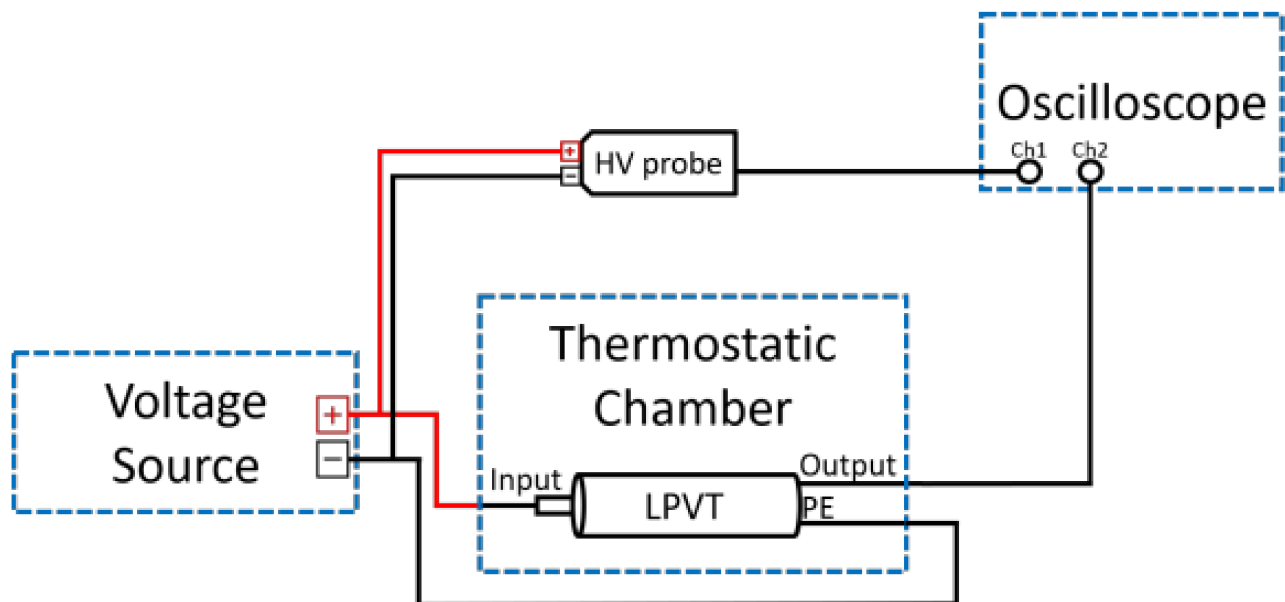 Oscilloscope
Ch1 Ch2
+
HV probe
−
Thermostatic
Chamber
Voltage
Source
+
−
Input
Output
LPVT
PE